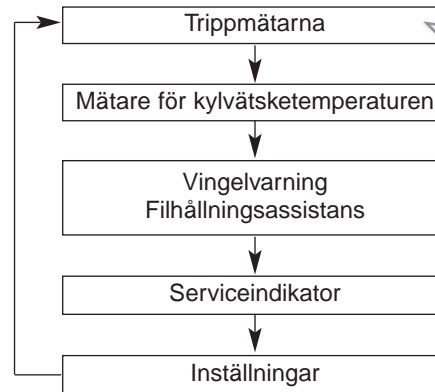 Trippmätarna
Mätare för kylvätsketemperaturen
Vingelvarning
Filhållningsassistans
Serviceindikator
Inställningar